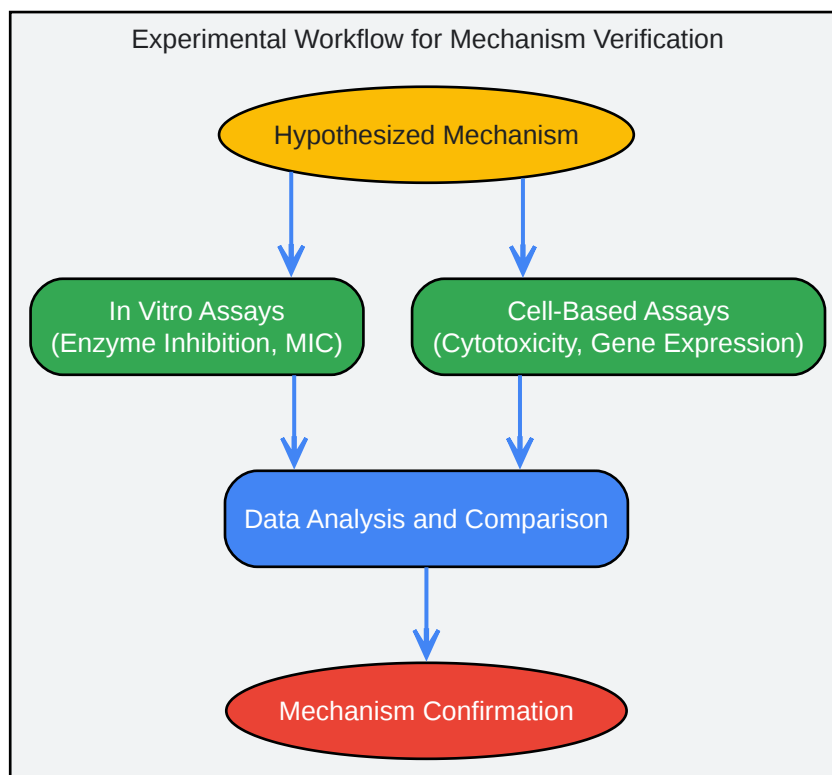 Experimental Workflow for Mechanism Verification
Hypothesized Mechanism
In Vitro Assays
(Enzyme Inhibition, MIC)
Cell-Based Assays
(Cytotoxicity, Gene Expression)
Data Analysis and Comparison
Mechanism Confirmation